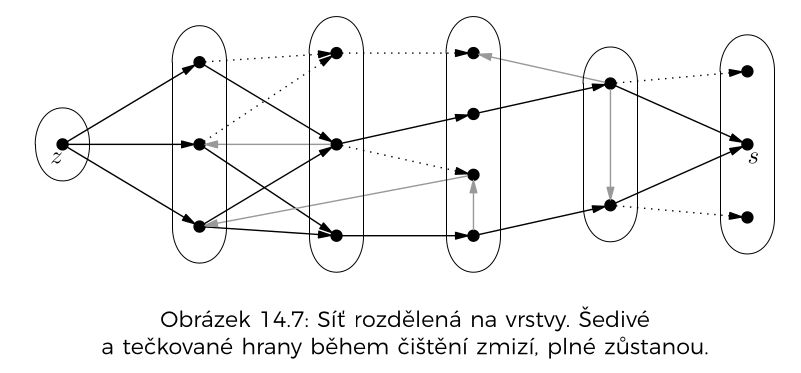 z
s
Obrázek 14.7: Síť rozdělená na vrstvy. Šedivé
a tečkované hrany během čištění zmizí, plné zůstanou.